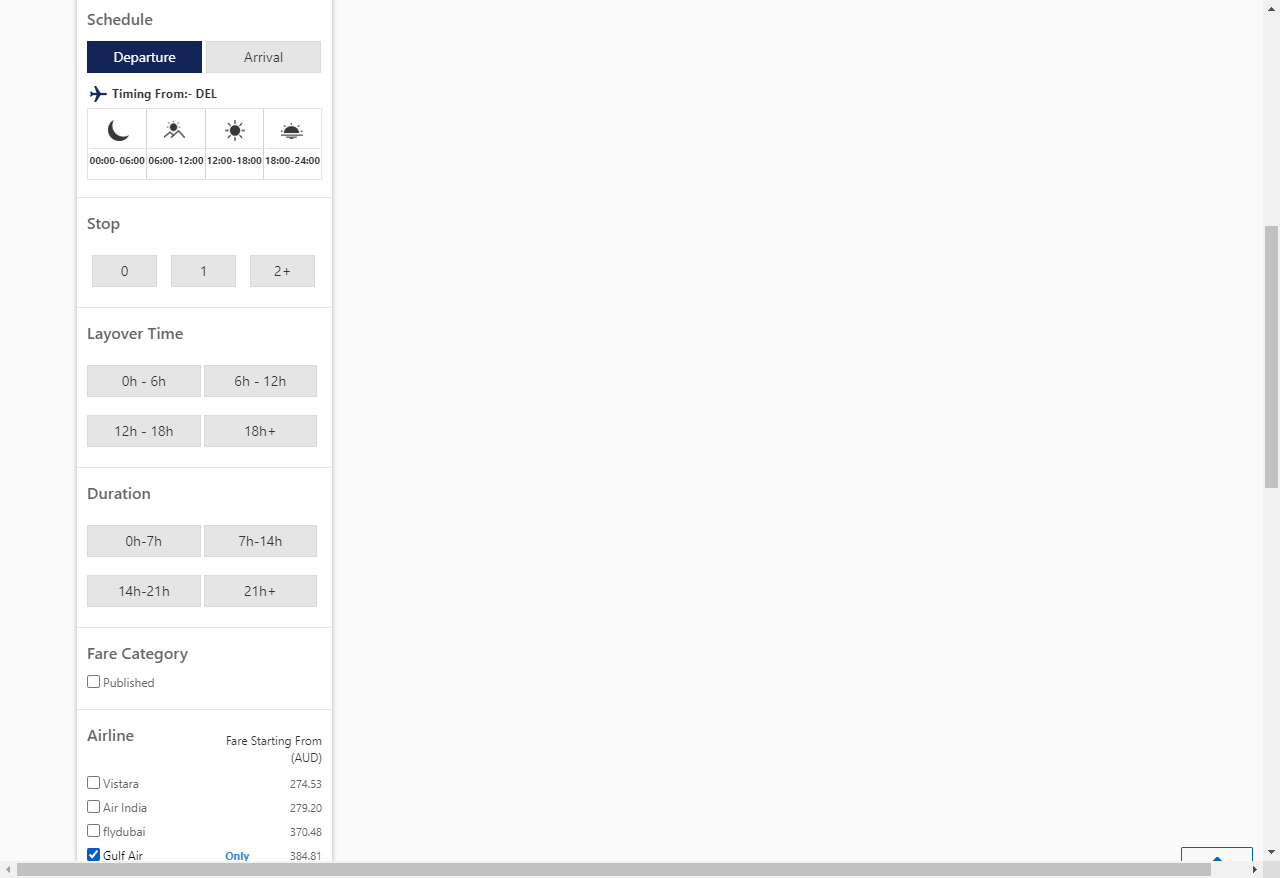 Schedule
Departure Arrival
Timing From:- DEL
00:00-06:00 06:00-12:00 12:00-18:00 18:00-24:00
Stop
0 1 2+
Layover Time
0h - 6h 6h - 12h
12h - 18h 18h+
Duration
0h-7h 7h-14h
14h-21h 21h+
Fare Category
Published
Airline Fare Starting From
(AUD)
Vistara 274.53
Air India 279.20
flydubai 370.48
Gulf Air Only 384.81